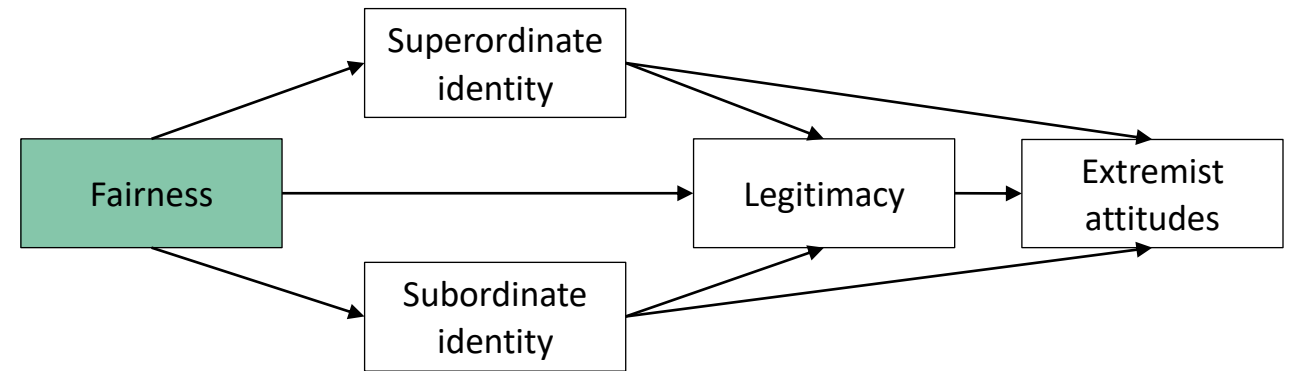 Superordinate
identity
Fairness
Legitimacy
Extremist
attitudes
Subordinate
identity